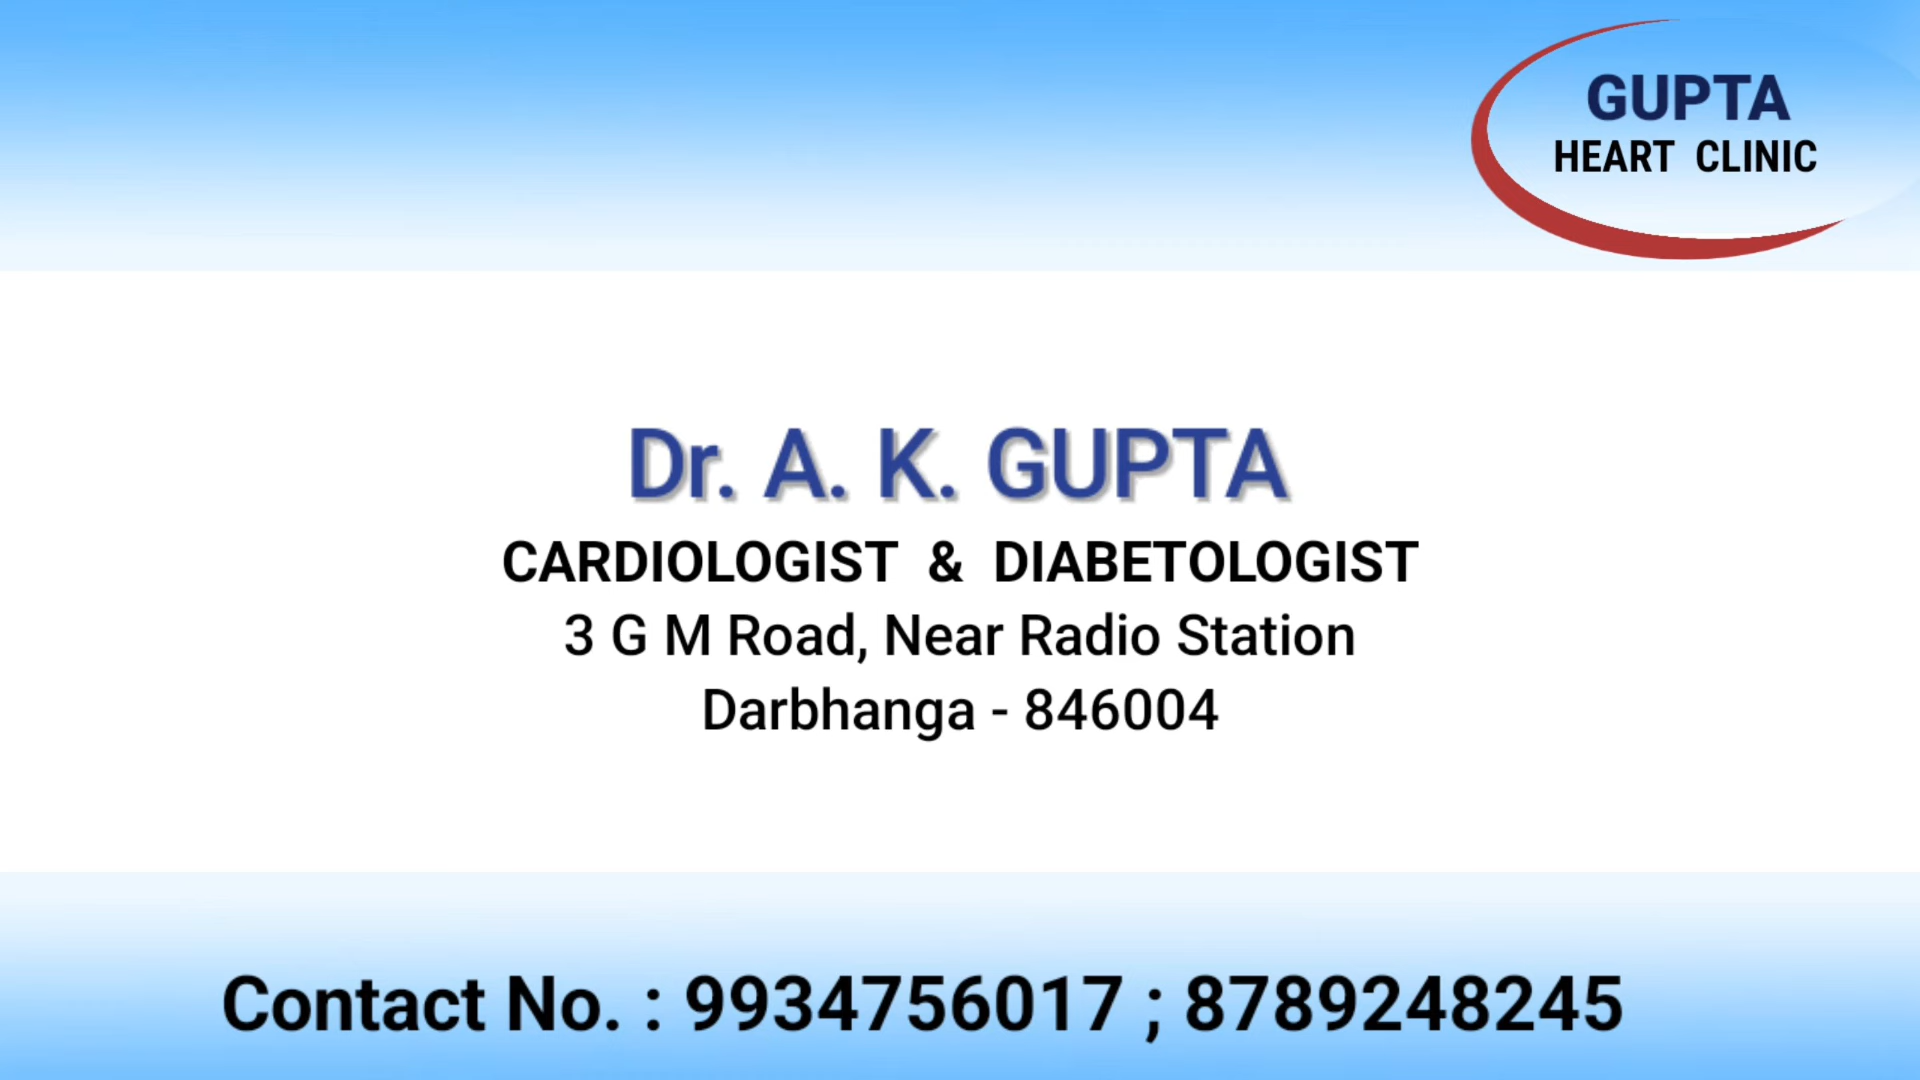 GUPTA
HEART CLINIC
Dr. A. K. GUPTA
CARDIOLOGIST & DIABETOLOGIST
3 G M Road, Near Radio Station
Darbhanga - 846004
Contact No. : 9934756017 ; 8789248245